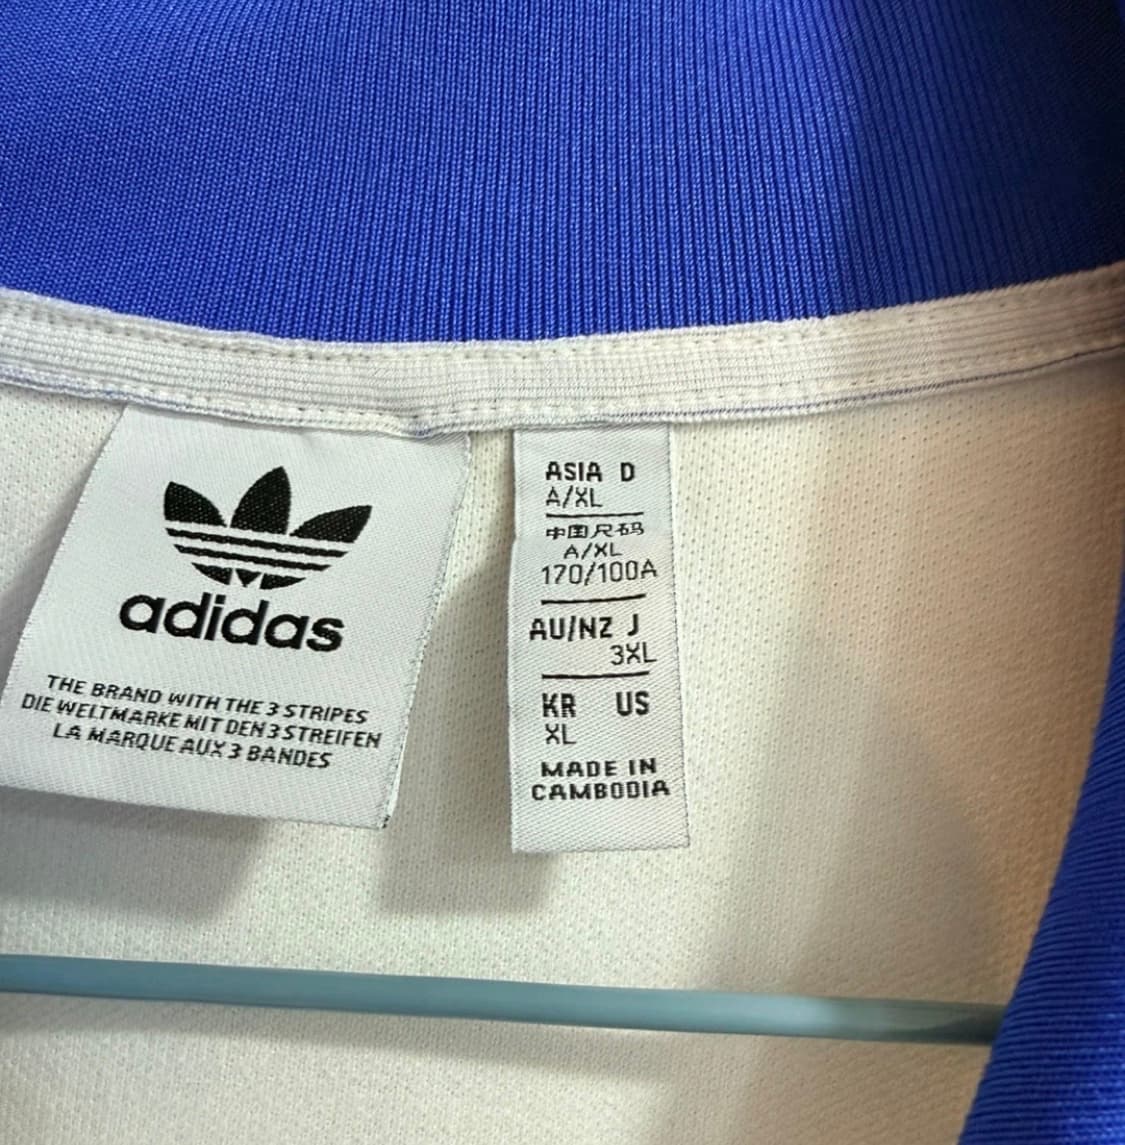 adidas
THE BRAND WITH THE 3 STRIPES
DIE WELTMARKE MIT DEN 3 STREIFEN
LA MARQUE AUX 3 BANDES
ASIA D
A/XL
中国尺码
A/XL
170/100A
AU/NZ J
3XL
KR US
XL
MADE IN
CAMBODIA